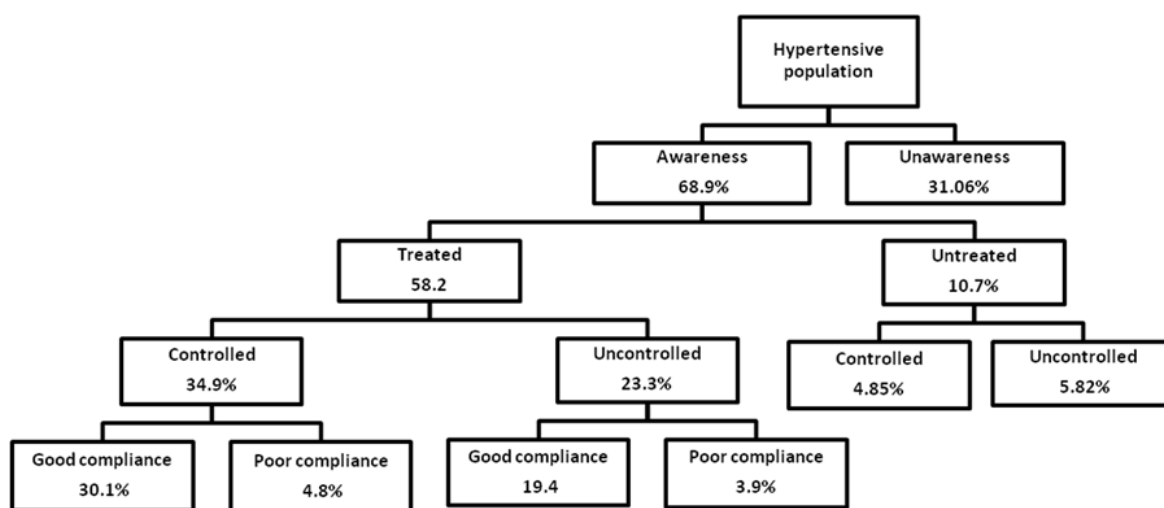 Hypertensive
population
Awareness
68.9%
Unawareness
31.06%
Treated
58.2
Untreated
10.7%
Controlled
34.9%
Uncontrolled
23.3%
Controlled
4.85%
Uncontrolled
5.82%
Good compliance
30.1%
Poor compliance
4.8%
Good compliance
19.4
Poor compliance
3.9%